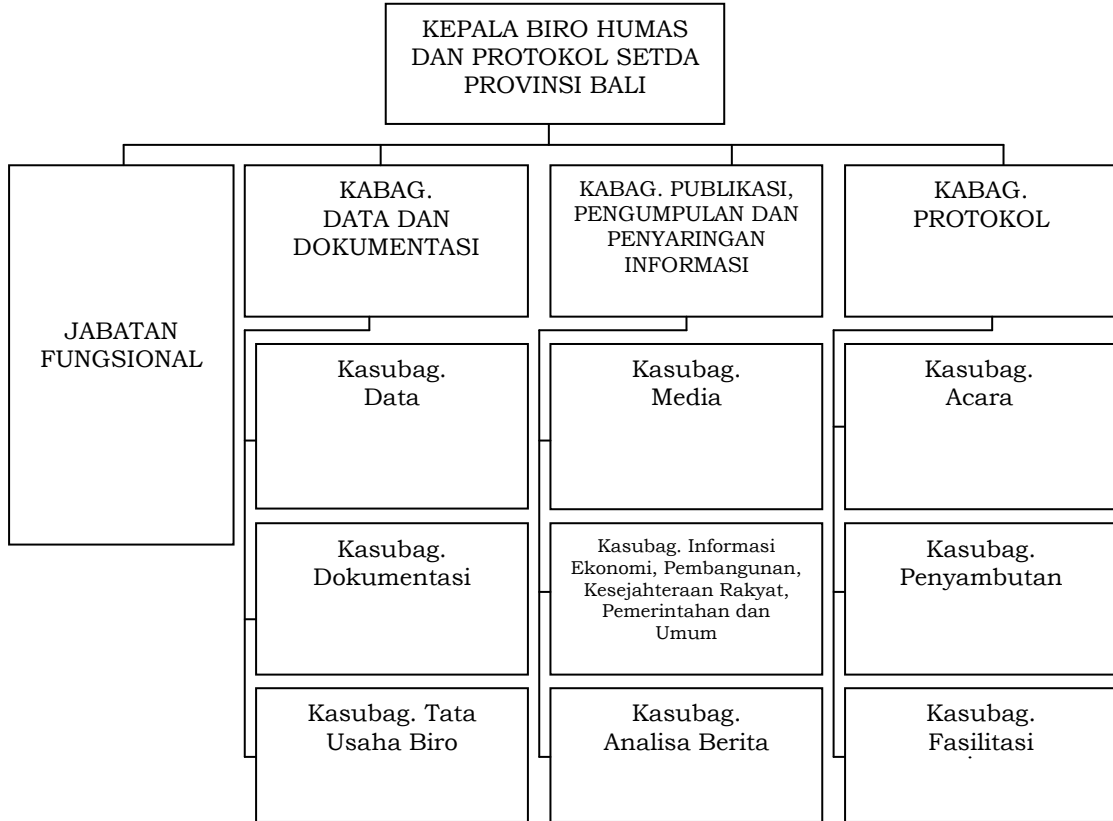 KEPALA BIRO HUMAS
DAN PROTOKOL SETDA
PROVINSI BALI
JABATAN
FUNGSIONAL
KABAG.
DATA DAN
DOKUMENTASI
KABAG. PUBLIKASI,
PENGUMPULAN DAN
PENYARINGAN
INFORMASI
KABAG.
PROTOKOL
Kasubag.
Data
Kasubag.
Media
Kasubag.
Acara
Kasubag.
Dokumentasi
Kasubag. Informasi
Ekonomi, Pembangunan,
Kesejahteraan Rakyat,
Pemerintahan dan
Umum
Kasubag.
Penyambutan
Kasubag. Tata
Usaha Biro
Kasubag.
Analisa Berita
Kasubag.
Fasilitasi